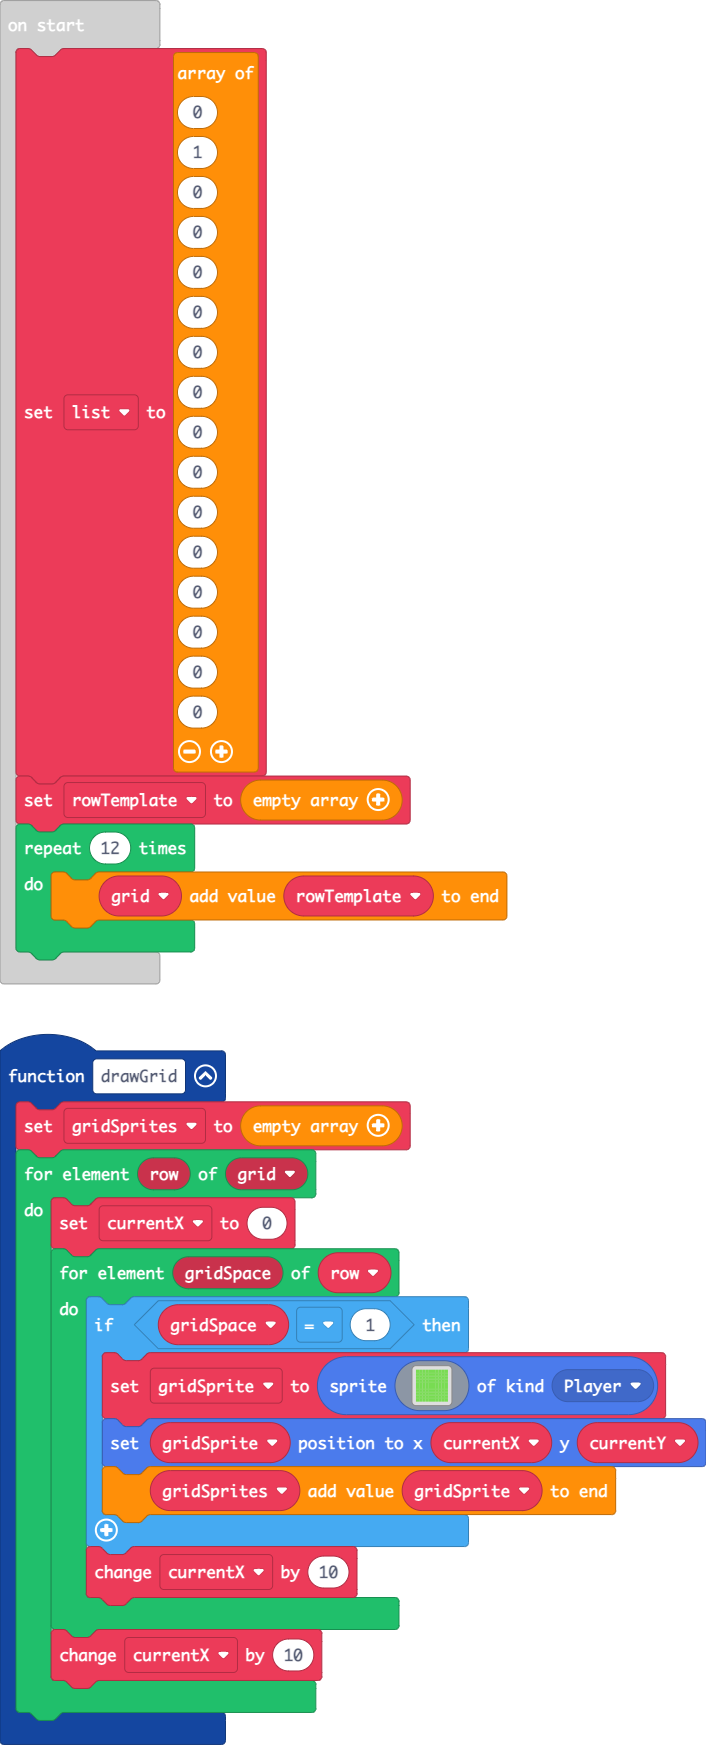 on start
array of
0
1
0
0
0
0
0
0
0
0
0
0
0
0
0
0
set list to
set rowTemplate to empty array
repeat 12 times
do grid add value rowTemplate to end
function drawGrid
set gridSprites to empty array
for element row of grid
do set currentX to 0
for element gridSpace of row
do if gridSpace = 1 then
set gridSprite to sprite of kind Player
set gridSprite position to x currentX y currentY
gridSprites add value gridSprite to end
change currentX by 10
change currentX by 10